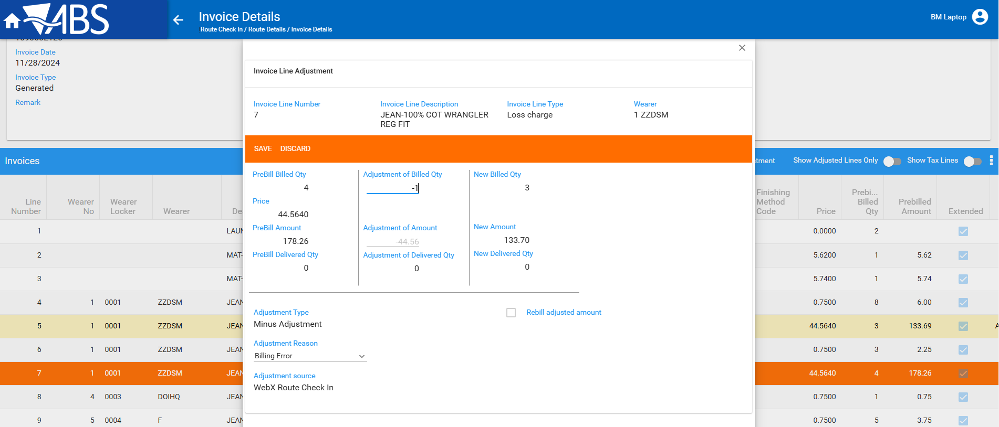 ABS
Invoice Details
Route Check In / Route Details / Invoice Details
BM Laptop
Invoice Date
11/28/2024
Invoice Type
Generated
Remark
Invoice Line Adjustment
Invoice Line Number
7
Invoice Line Description
JEAN-100% COT WRANGLER
REG FIT
Invoice Line Type
Loss charge
Wearer
1 ZZDSM
SAVE DISCARD
PreBill Billed Qty
4
Price
44.5640
PreBill Amount
178.26
PreBill Delivered Qty
0
Adjustment of Billed Qty
-1
Adjustment of Amount
-44.56
Adjustment of Delivered Qty
0
New Billed Qty
3
New Amount
133.70
New Delivered Qty
0
Adjustment Type
Minus Adjustment
Rebill adjusted amount
Adjustment Reason
Billing Error
Adjustment source
WebX Route Check In
Invoices
stment Show Adjusted Lines Only Show Tax Lines
Line
Number
Wearer
No
Wearer
Locker
Wearer
De
Finishing
Method
Code
Price
Prebi...
Billed
Qty
Prebilled
Amount
Extended
1 LAUN 0.0000 2
2 MAT- 5.6200 1 5.62
3 MAT- 5.7400 1 5.74
4 1 0001 ZZDSM JEAN 0.7500 8 6.00
5 1 0001 ZZDSM JEAN 44.5640 3 133.69 A
6 1 0001 ZZDSM JEAN 0.7500 3 2.25
7 1 0001 ZZDSM JEAN 44.5640 4 178.26
8 4 0003 DOIHQ JEAN 0.7500 1 0.75
9 5 0004 F JEAN 0.7500 5 3.75